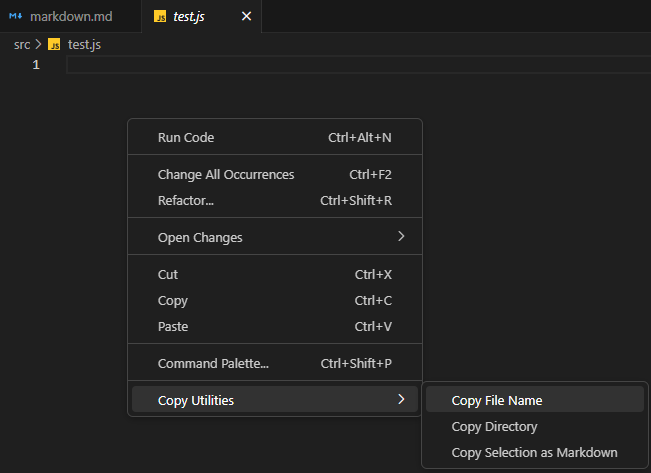 markdown.md
JS test.js
src > JS test.js
1
Run Code Ctrl+Alt+N
Change All Occurrences Ctrl+F2
Refactor... Ctrl+Shift+R
Open Changes >
Cut Ctrl+X
Copy Ctrl+C
Paste Ctrl+V
Command Palette... Ctrl+Shift+P
Copy Utilities >
Copy File Name
Copy Directory
Copy Selection as Markdown